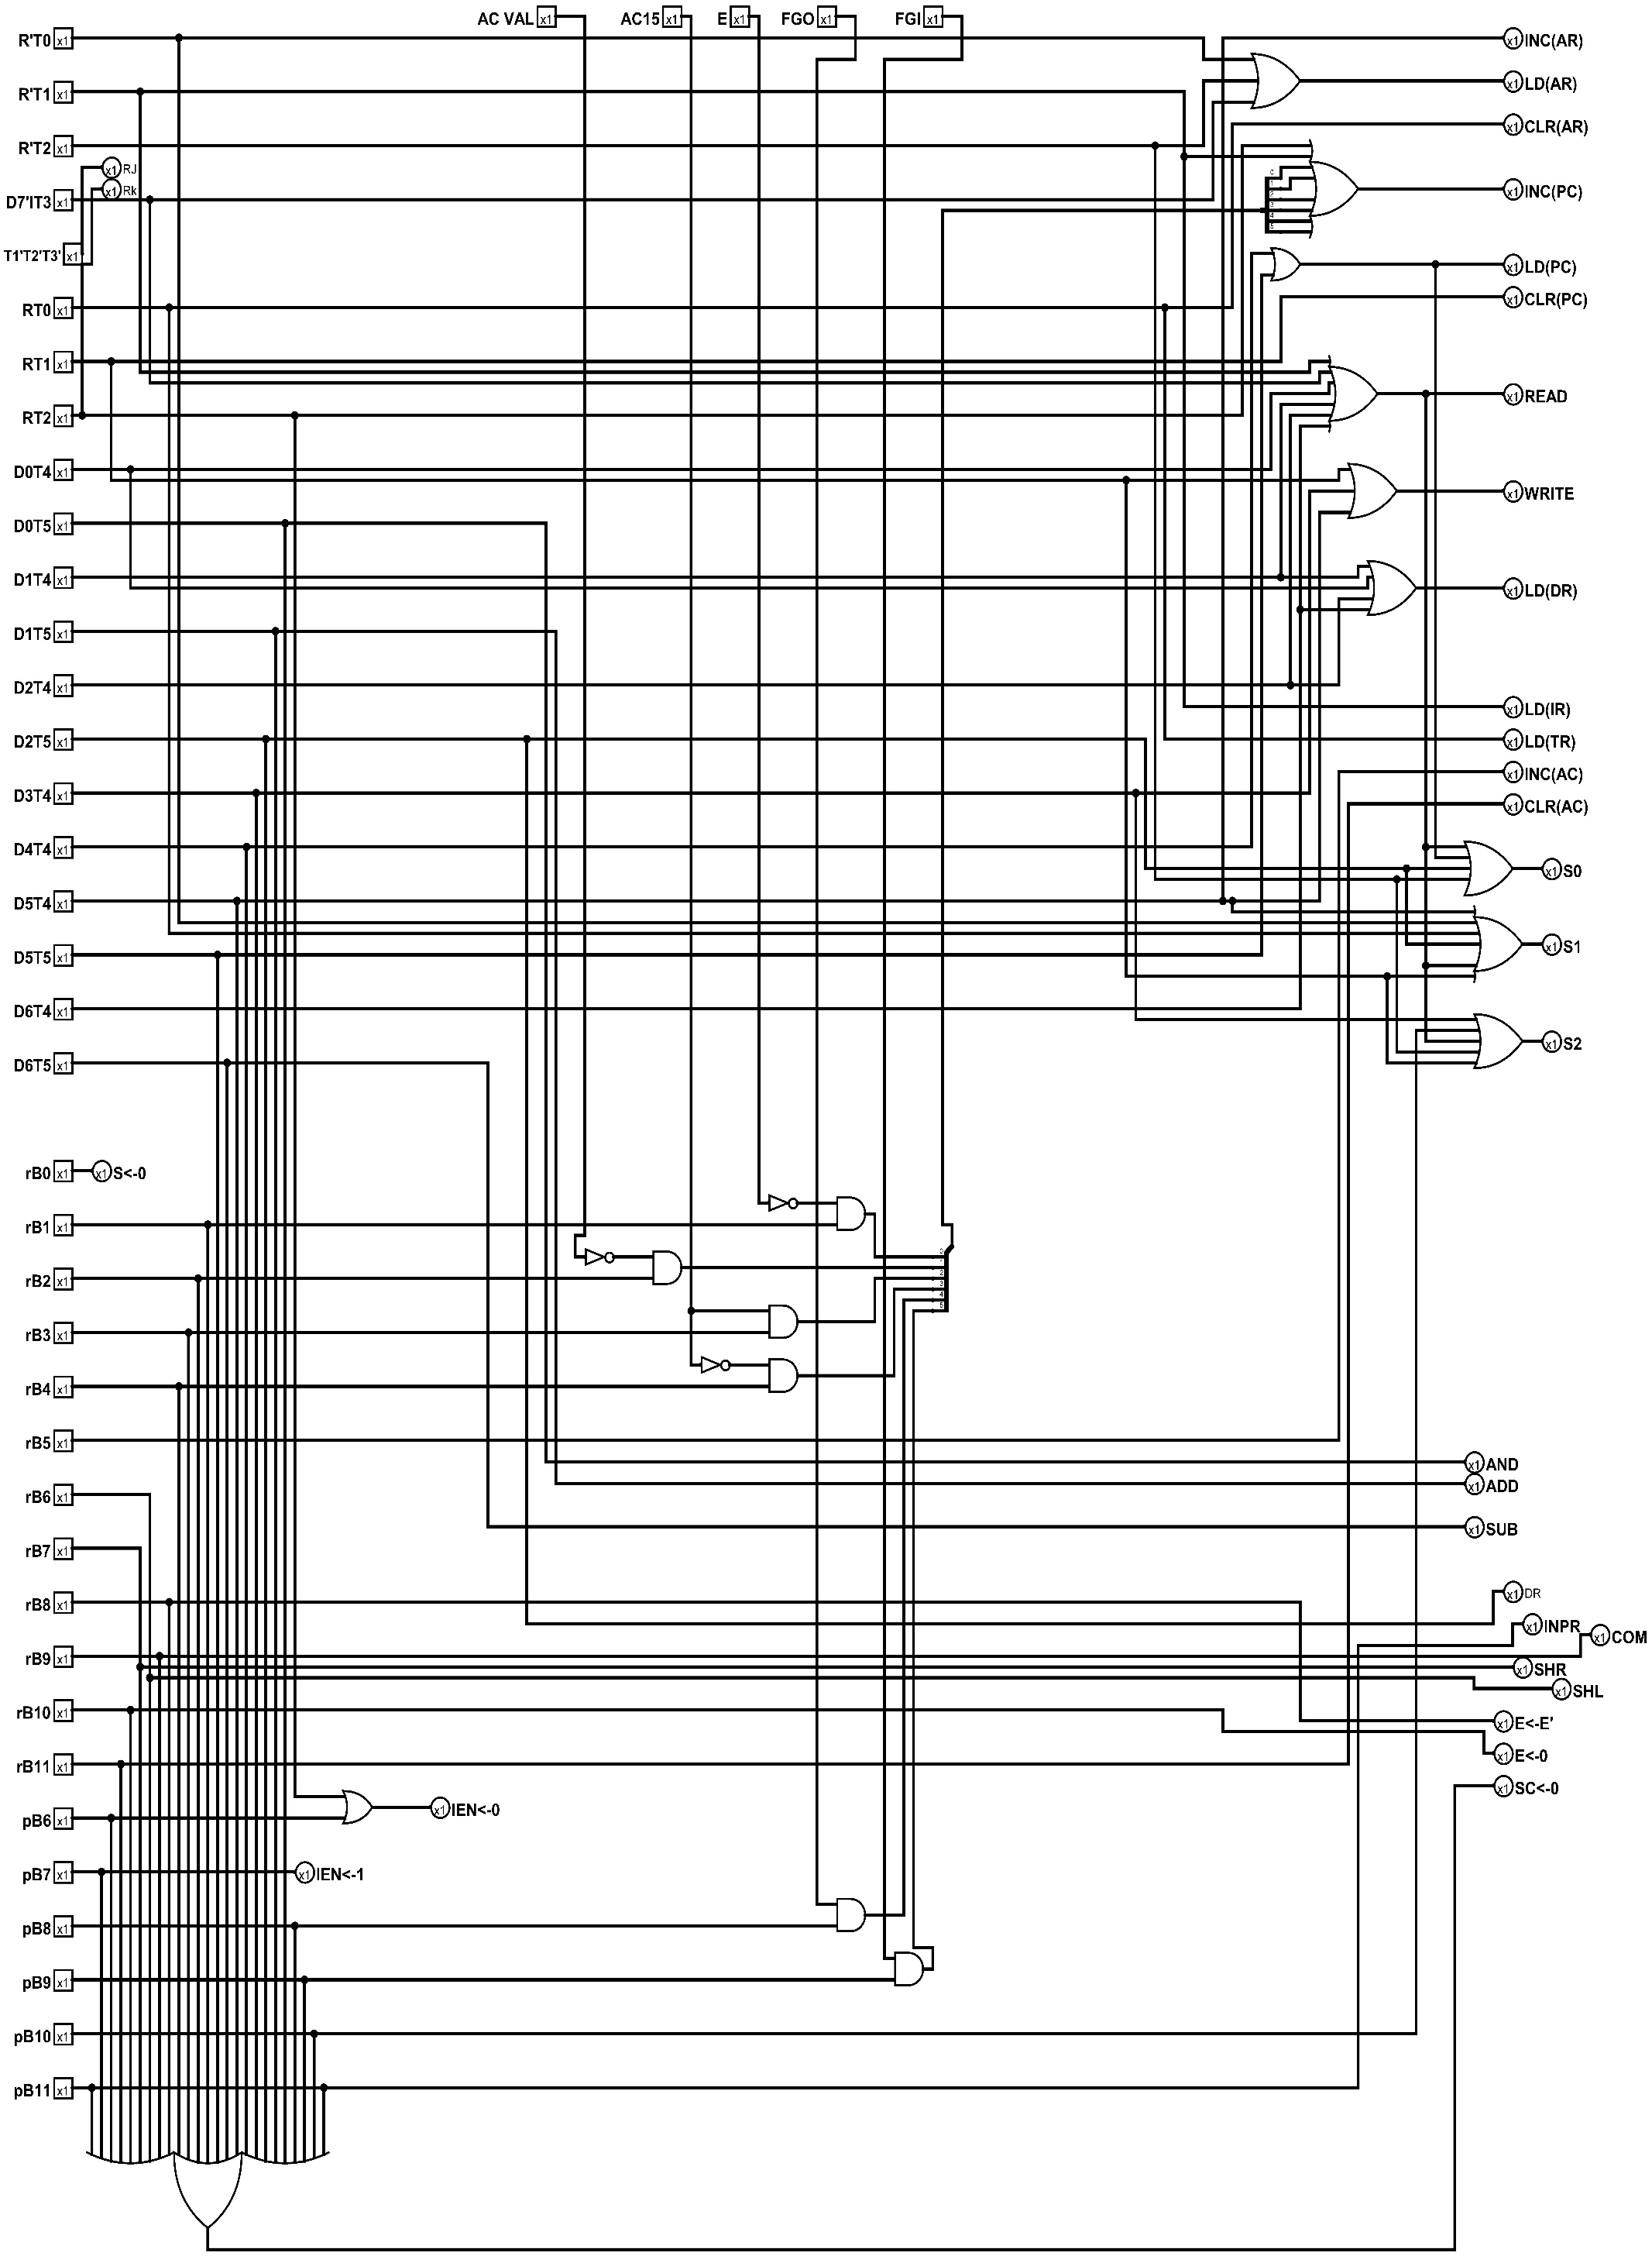 AC VAL x1 AC15 x1 E x1 FGO x1 FGI x1
R'T0 x1 x1 INC(AR)
x1 LD(AR)
R'T1 x1
x1 CLR(AR)
R'T2 x1
x1 RJ
x1 Rk x1 INC(PC)
D7'IT3 x1
T1'T2'T3' x1
x1 LD(PC)
RT0 x1 x1 CLR(PC)
RT1 x1
x1 READ
RT2 x1
D0T4 x1
x1 WRITE
D0T5 x1
D1T4 x1
x1 LD(DR)
D1T5 x1
D2T4 x1
x1 LD(IR)
D2T5 x1 x1 LD(TR)
x1 INC(AC)
D3T4 x1
x1 CLR(AC)
D4T4 x1
x1 S0
D5T4 x1
x1 S1
D5T5 x1
D6T4 x1
x1 S2
D6T5 x1
rB0 x1 x1 S<-0
rB1 x1
rB2 x1
rB3 x1
rB4 x1
rB5 x1
x1 AND
x1 ADD
rB6 x1
x1 SUB
rB7 x1
x1 DR
rB8 x1
x1 INPR
x1 COM
rB9 x1
x1 SHR
x1 SHL
rB10 x1
x1 E<-E'
x1 E<-0
rB11 x1
x1 SC<-0
x1 IEN<-0
pB6 x1
pB7 x1 x1 IEN<-1
pB8 x1
pB9 x1
pB10 x1
pB11 x1